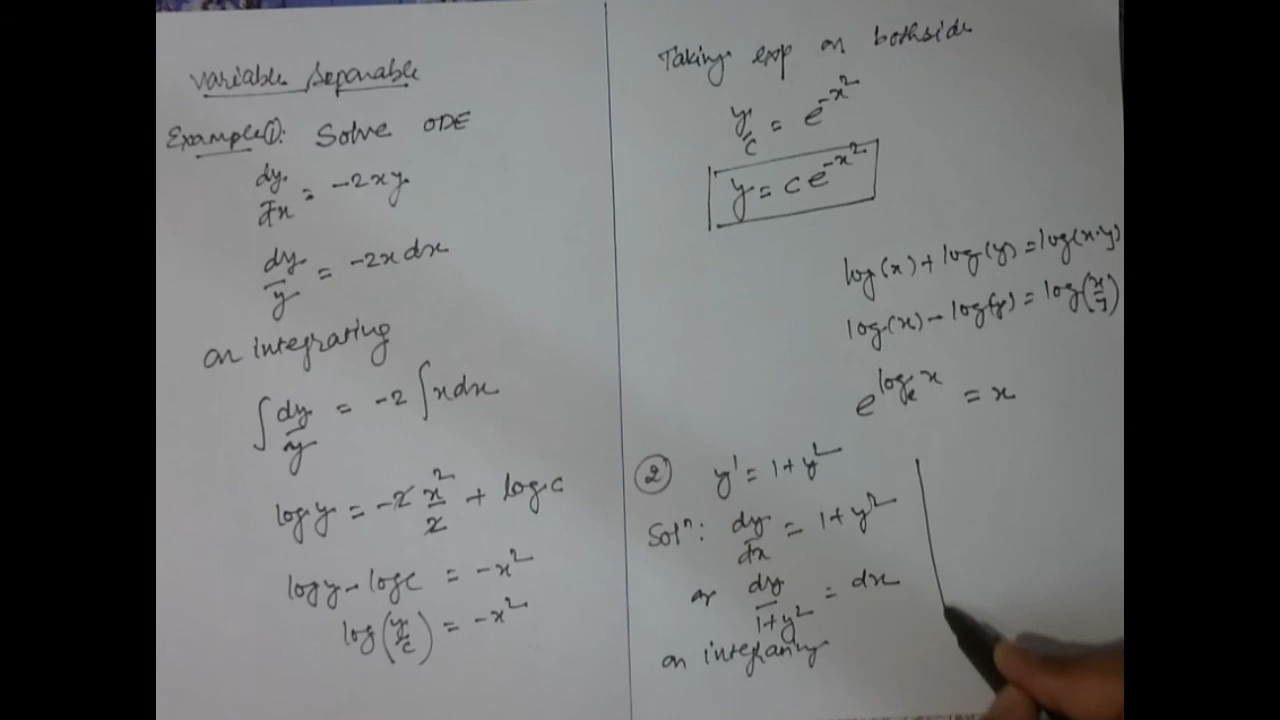 Variable Separable
Example①: Solve ODE
dy/dx = -2xy
dy/y = -2x dx
on integrating
∫ dy/y = -2 ∫ x dx
log y = -2 x²/2 + log c
log y - log c = -x²
log(y/c) = -x²
Taking exp on bothside
y/c = e^{-x²}
y = c e^{-x²}
log(x) + log(y) = log(x·y)
log(x) - log(y) = log(x/y)
e^{log_e x} = x
② y' = 1 + y²
Solⁿ: dy/dx = 1 + y²
or dy/(1+y²) = dx
on integraing